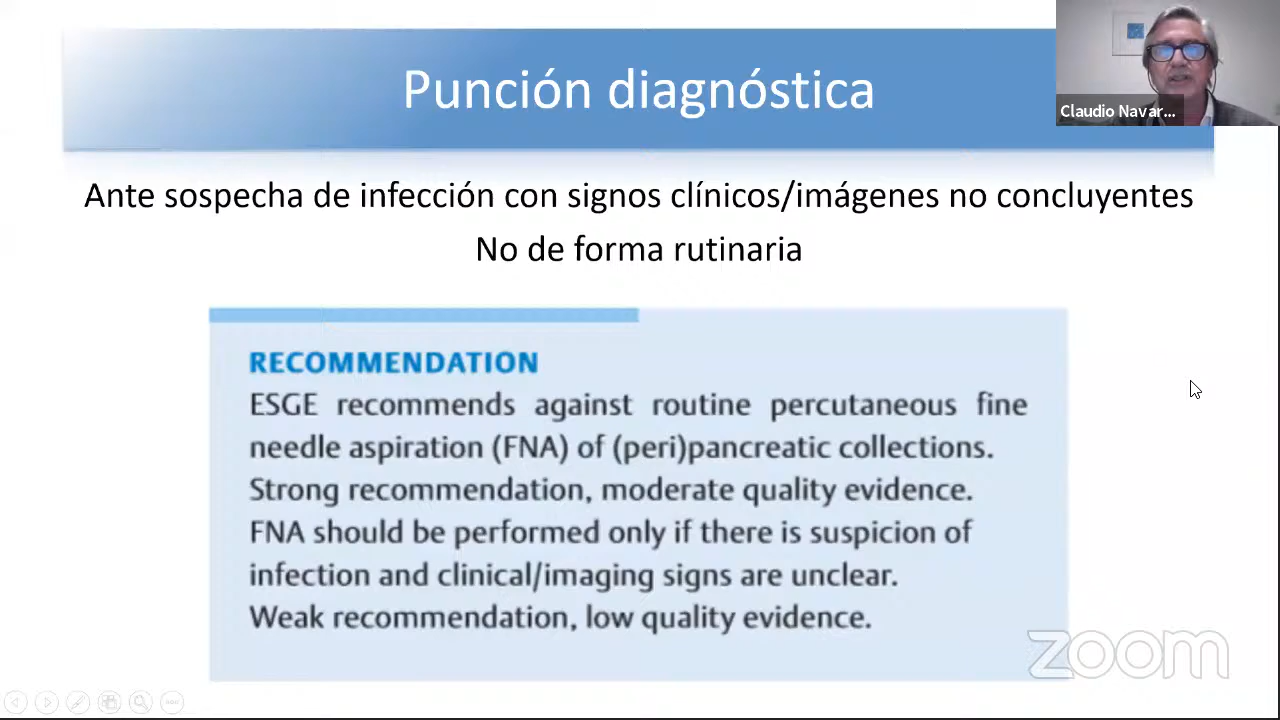 Punción diagnóstica
Claudio Navar...
Ante sospecha de infección con signos clínicos/imágenes no concluyentes
No de forma rutinaria
RECOMMENDATION
ESGE recommends against routine percutaneous fine
needle aspiration (FNA) of (peri)pancreatic collections.
Strong recommendation, moderate quality evidence.
FNA should be performed only if there is suspicion of
infection and clinical/imaging signs are unclear.
Weak recommendation, low quality evidence.
zoom